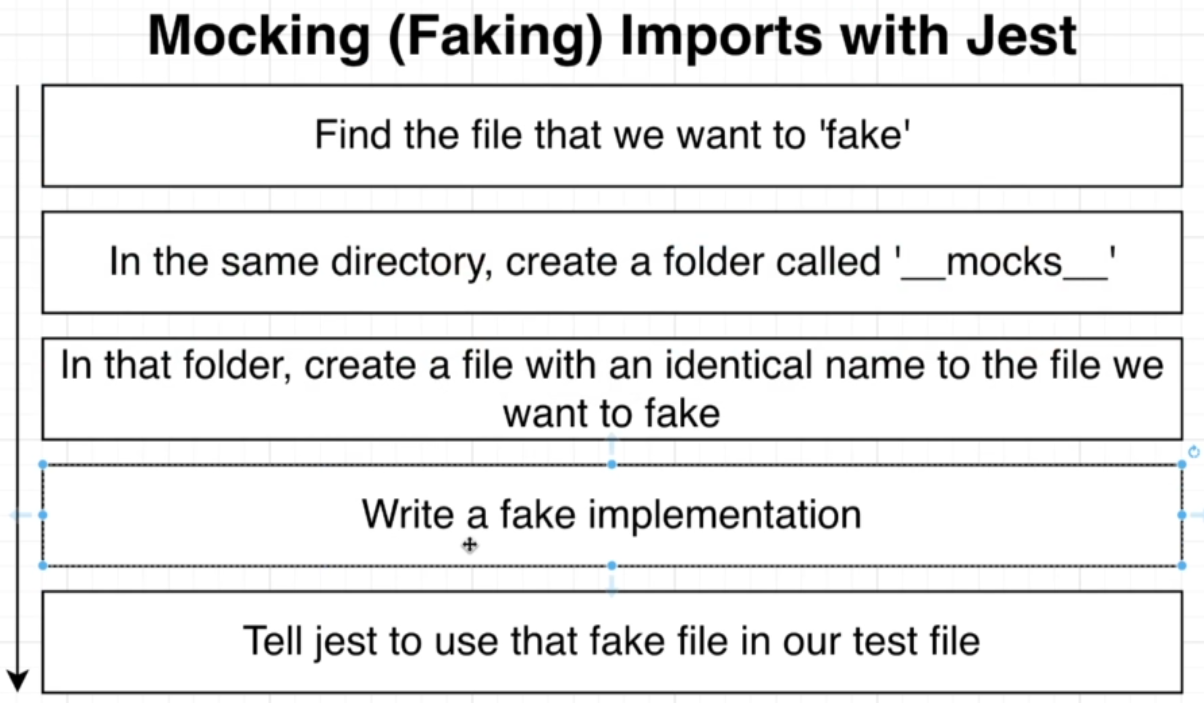 Mocking (Faking) Imports with Jest
Find the file that we want to 'fake'
In the same directory, create a folder called '__mocks__'
In that folder, create a file with an identical name to the file we
want to fake
Write a fake implementation
Tell jest to use that fake file in our test file